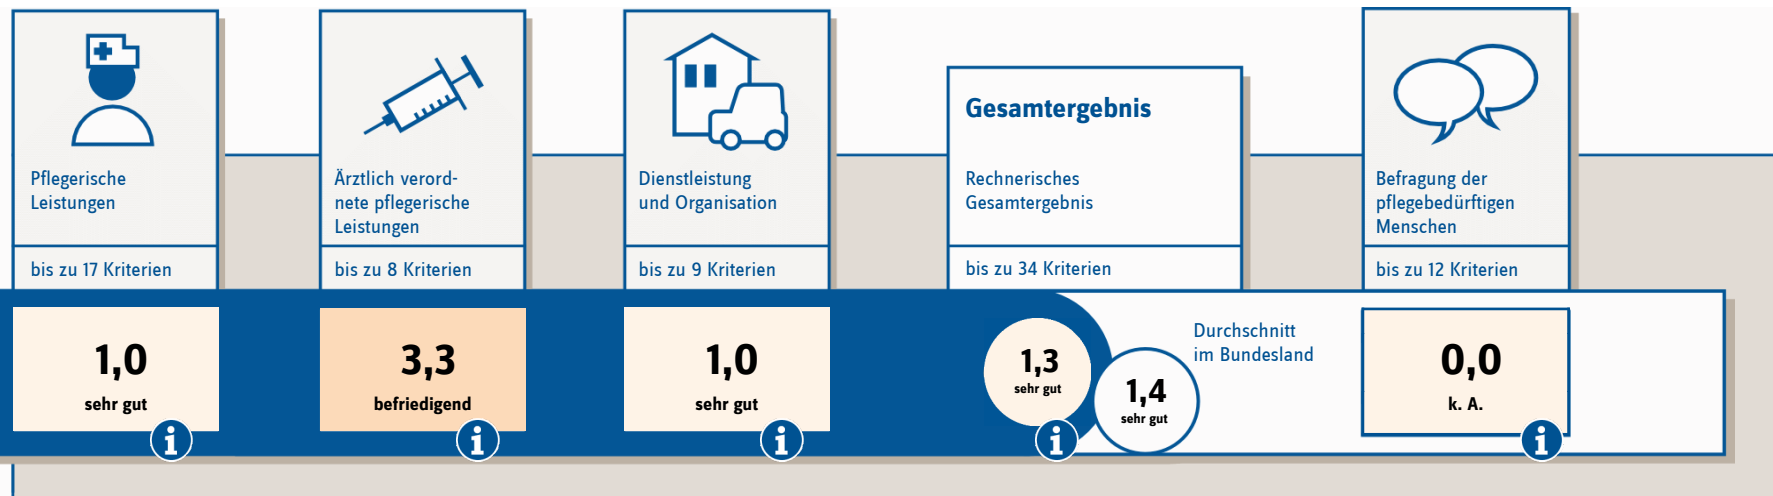 Pflegerische
Leistungen
bis zu 17 Kriterien
1,0
sehr gut
i
Ärztlich verord-
nete pflegerische
Leistungen
bis zu 8 Kriterien
3,3
befriedigend
i
Dienstleistung
und Organisation
bis zu 9 Kriterien
1,0
sehr gut
i
Gesamtergebnis
Rechnerisches
Gesamtergebnis
bis zu 34 Kriterien
1,3
sehr gut
i
1,4
sehr gut
Durchschnitt
im Bundesland
Befragung der
pflegebedürftigen
Menschen
bis zu 12 Kriterien
0,0
k. A.
i